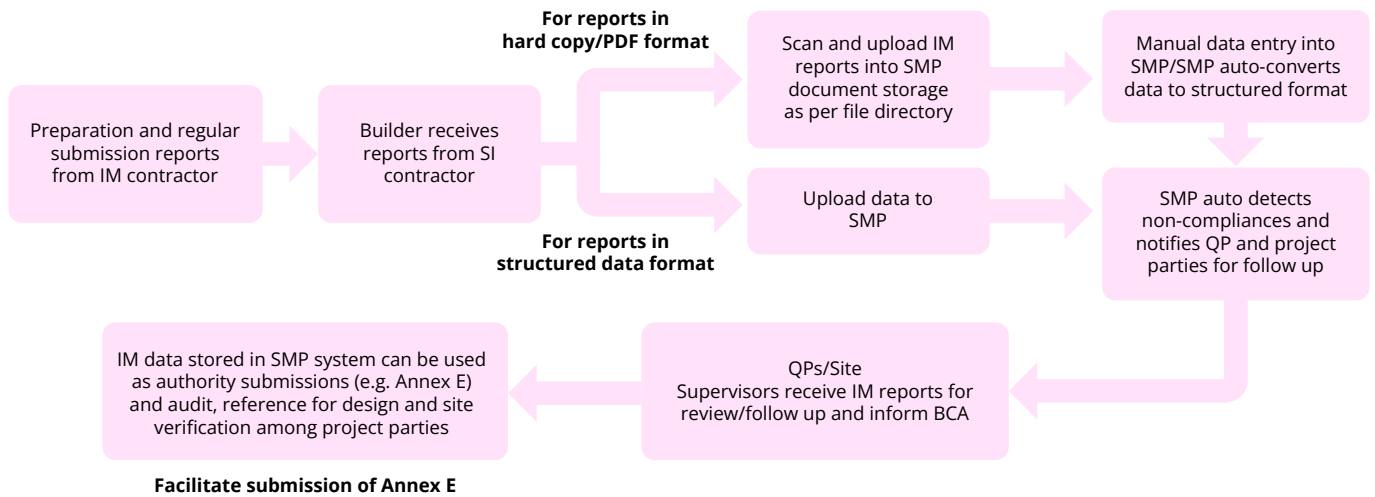 Preparation and regular
submission reports
from IM contractor
Builder receives
reports from SI
contractor
For reports in
hard copy/PDF format
Scan and upload IM
reports into SMP
document storage
as per file directory
Manual data entry into
SMP/SMP auto-converts
data to structured format
For reports in
structured data format
Upload data to
SMP
SMP auto detects
non-compliances and
notifies QP and project
parties for follow up
QPs/Site
Supervisors receive IM reports for
review/follow up and inform BCA
IM data stored in SMP system can be used
as authority submissions (e.g. Annex E)
and audit, reference for design and site
verification among project parties
Facilitate submission of Annex E